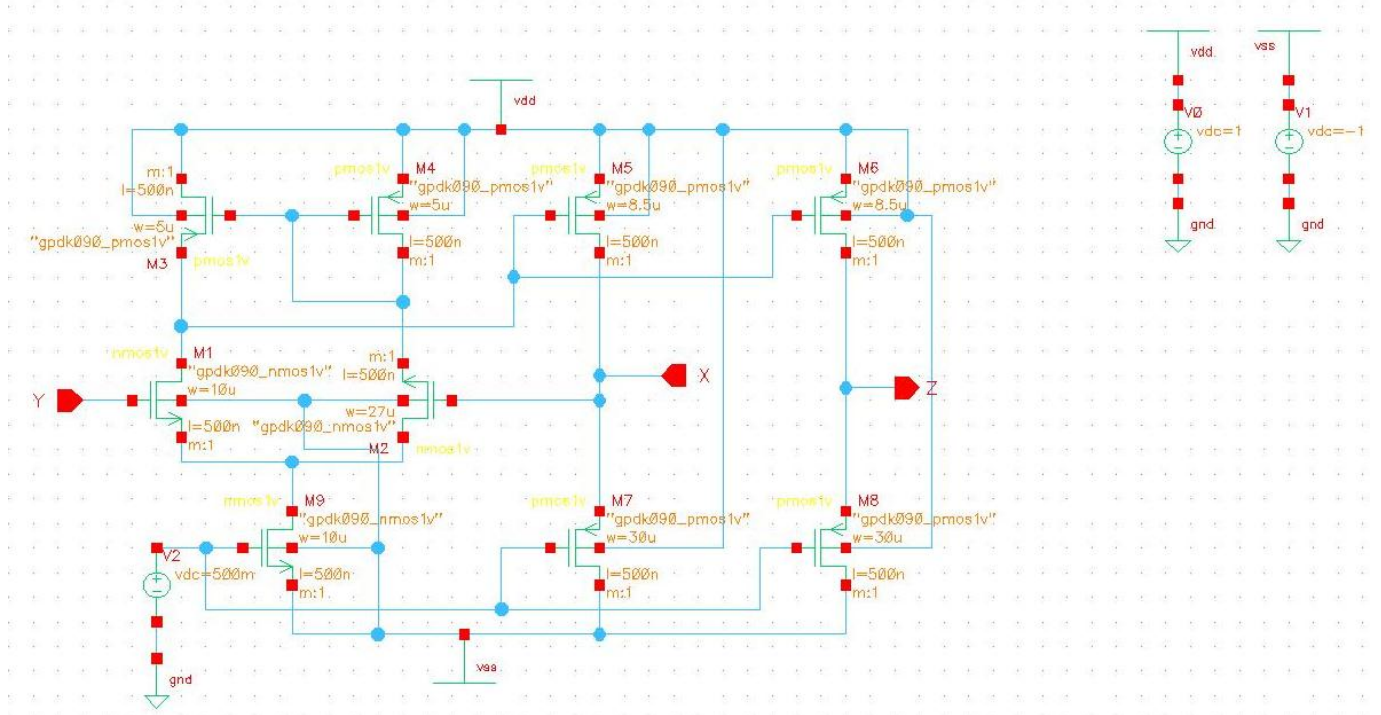 vdd
vss
vdd
V0
vdc=1
V1
vdc=-1
gnd
gnd
m:1
l=500n
w=5u
"gpdk090_pmos1v"
M3
pmos1v
pmos1v
M4
"gpdk090_pmos1v"
w=5u
l=500n
m:1
pmos1v
M5
"gpdk090_pmos1v"
w=8.5u
l=500n
m:1
pmos1v
M6
"gpdk090_pmos1v"
w=8.5u
l=500n
m:1
nmos1v
M1
"gpdk090_nmos1v"
w=10u
l=500n
m:1
Y
m:1
l=500n
w=27u
"gpdk090_nmos1v"
M2
nmos1v
X
Z
nmos1v
M9
"gpdk090_nmos1v"
w=10u
l=500n
m:1
V2
vdc=500m
gnd
pmos1v
M7
"gpdk090_pmos1v"
w=30u
l=500n
m:1
pmos1v
M8
"gpdk090_pmos1v"
w=30u
l=500n
m:1
vss